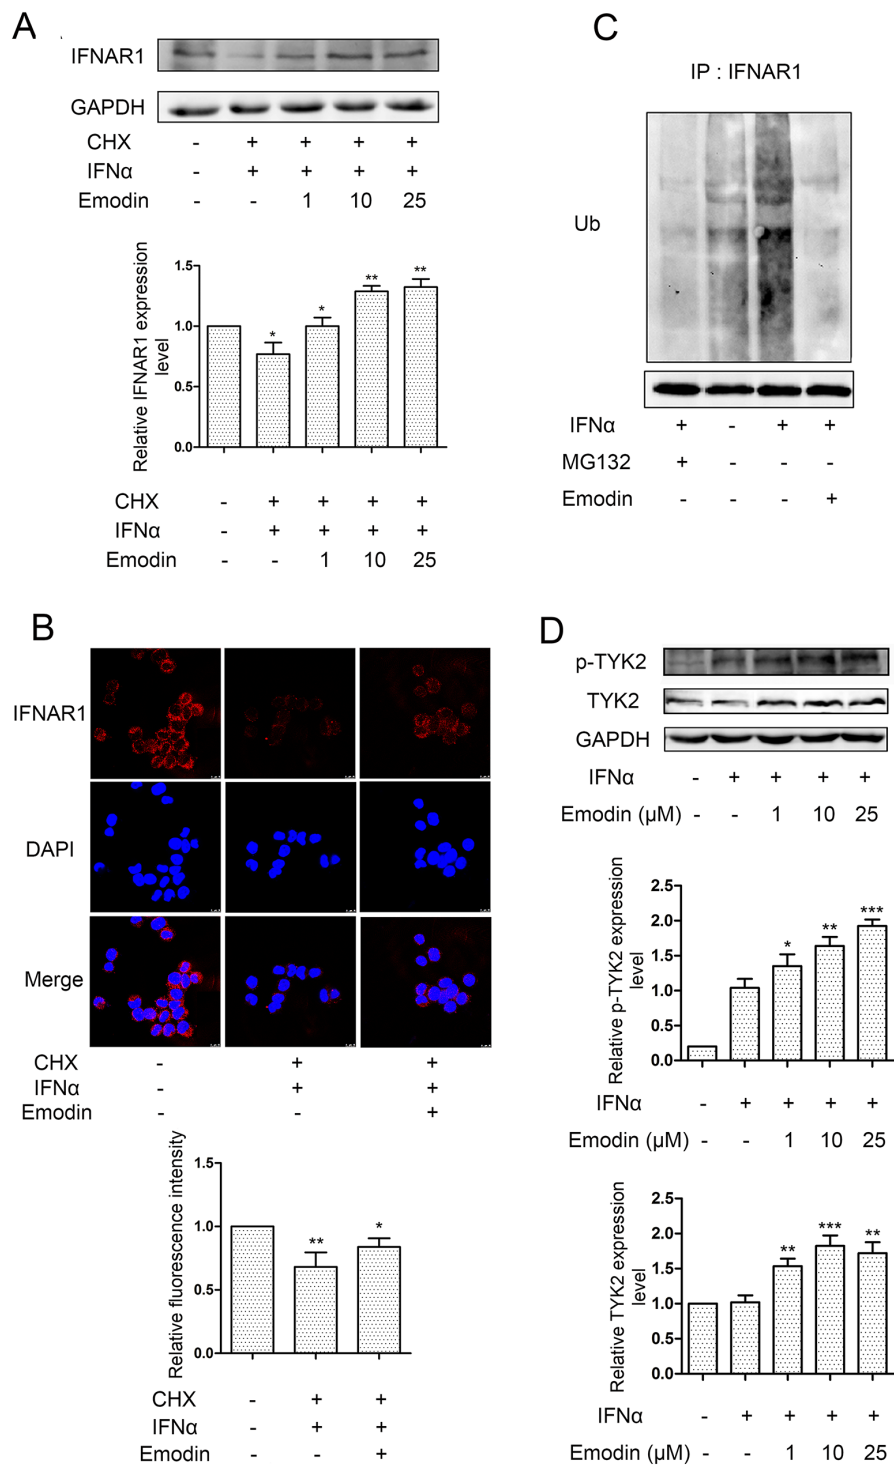 A
IFNAR1
GAPDH
CHX - + + + +
IFNα - + + + +
Emodin - - 1 10 25
Relative IFNAR1 expression
level
1.5
1.0
0.5
0.0
* * ** **
CHX - + + + +
IFNα - + + + +
Emodin - - 1 10 25
B
IFNAR1
DAPI
Merge
CHX - + +
IFNα - + +
Emodin - - +
Relative fluorescence intensity
1.5
1.0
0.5
0.0
** *
CHX - + +
IFNα - + +
Emodin - - +
C
IP : IFNAR1
Ub
IFNα + - + +
MG132 + - - -
Emodin - - - +
D
p-TYK2
TYK2
GAPDH
IFNα - + + + +
Emodin (μM) - - 1 10 25
Relative p-TYK2 expression
level
2.5
2.0
1.5
1.0
0.5
0.0
* ** ***
IFNα - + + + +
Emodin (μM) - - 1 10 25
Relative TYK2 expression
level
2.5
2.0
1.5
1.0
0.5
0.0
** *** **
IFNα - + + + +
Emodin (μM) - - 1 10 25